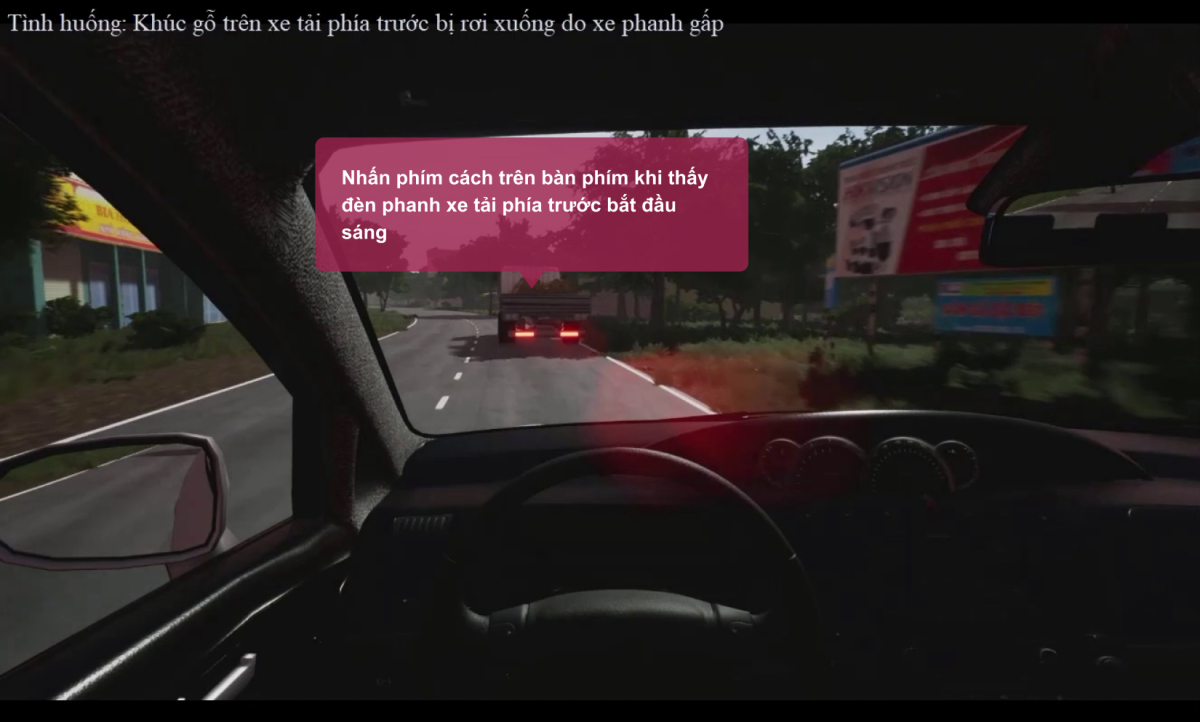 Tình huống: Khúc gỗ trên xe tải phía trước bị rơi xuống do xe phanh gấp
Nhấn phím cách trên bàn phím khi thấy
đèn phanh xe tải phía trước bắt đầu
sáng